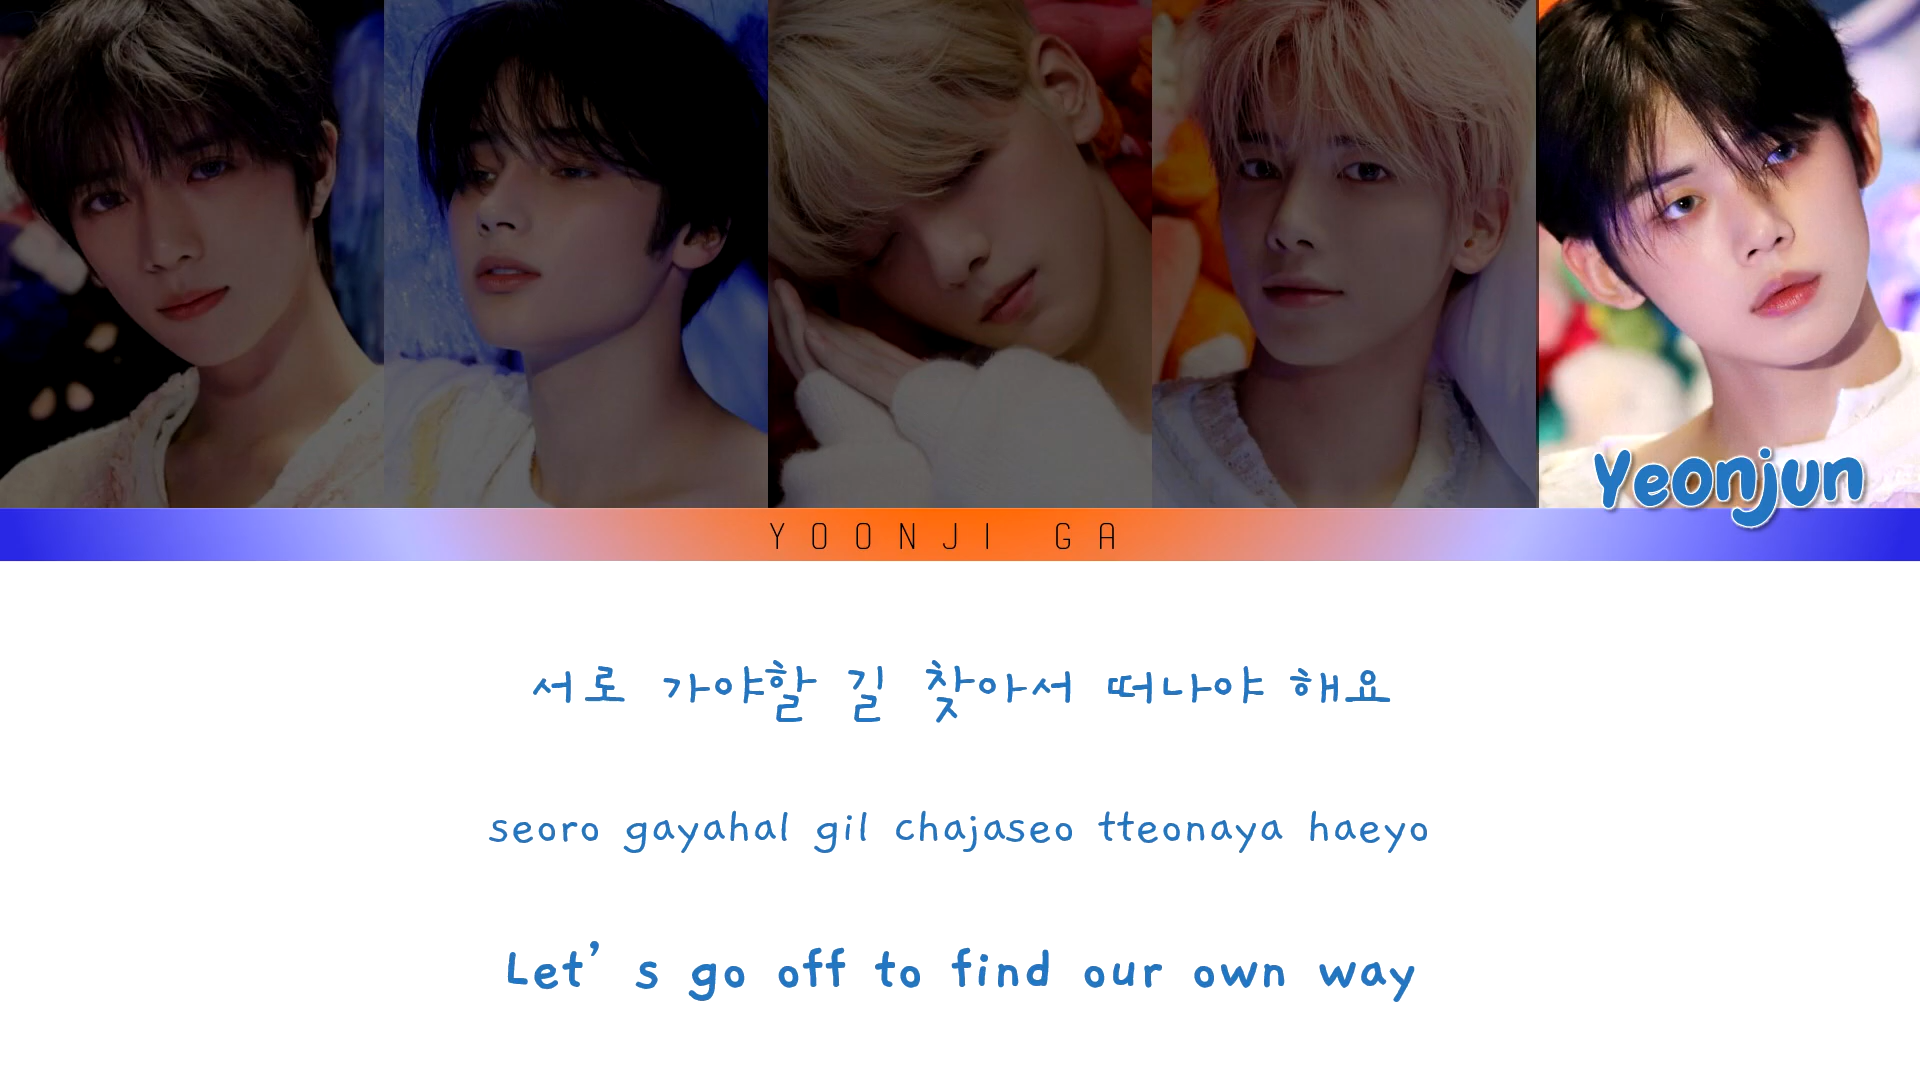 Yeonjun
YOONJI GA
서로 가야할 길 찾아서 떠나야 해요
seoro gayahal gil chajaseo tteonaya haeyo
Let's go off to find our own way